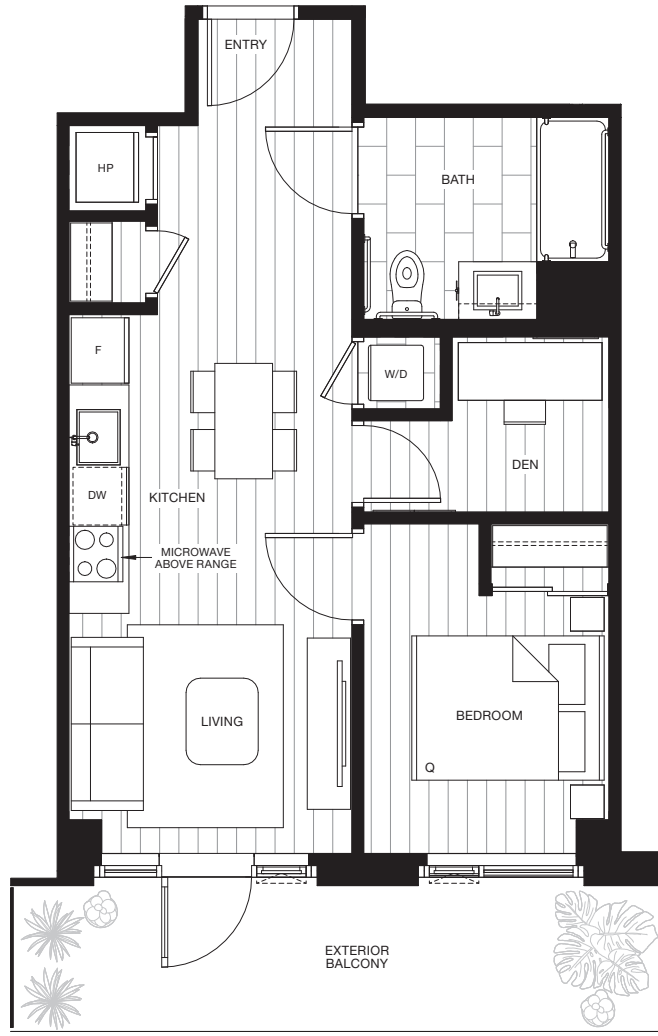 ENTRY
HP
BATH
F
W/D
DEN
DW
KITCHEN
MICROWAVE
ABOVE RANGE
LIVING
BEDROOM
Q
EXTERIOR
BALCONY